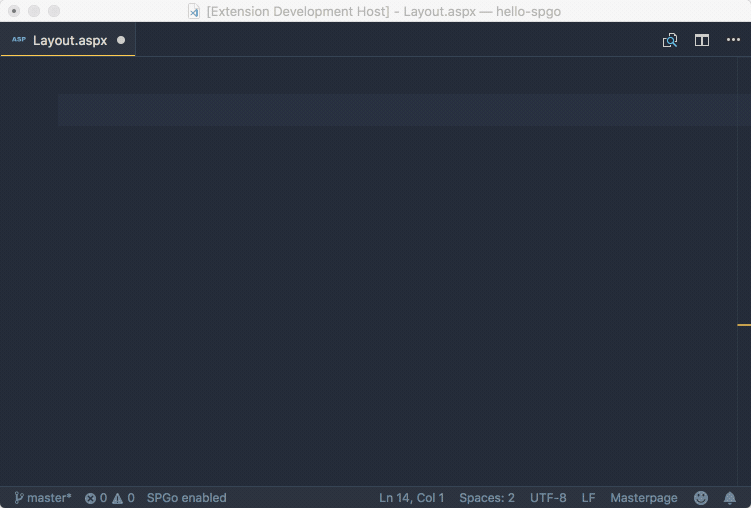 [Extension Development Host] - Layout.aspx — hello-spgo
ASP Layout.aspx
master* 0 0 SPGo enabled Ln 14, Col 1 Spaces: 2 UTF-8 LF Masterpage